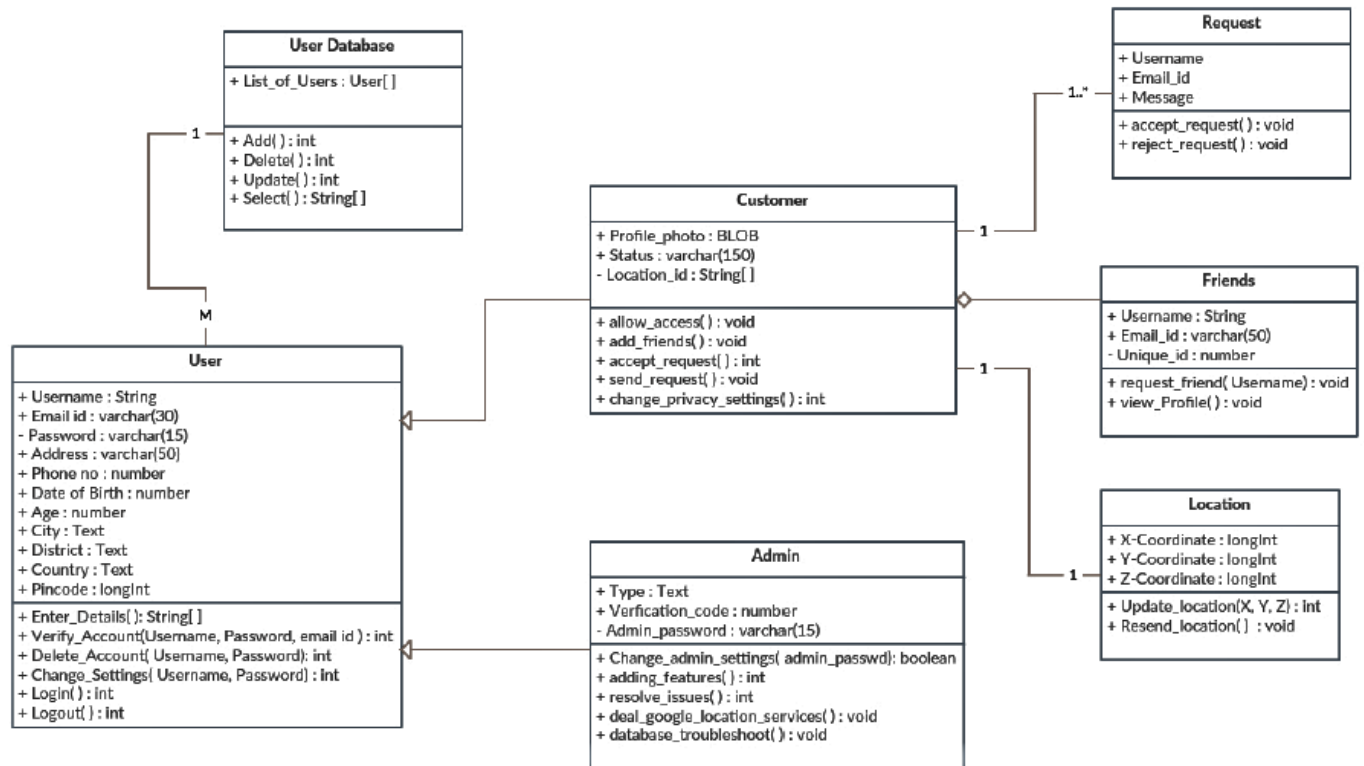 User Database
+ List_of_Users : User[ ]
+ Add( ) : int
+ Delete( ) : int
+ Update( ) : int
+ Select( ) : String[ ]
1
M
User
+ Username : String
+ Email id : varchar(30)
- Password : varchar(15)
+ Address : varchar(50)
+ Phone no : number
+ Date of Birth : number
+ Age : number
+ City : Text
+ District : Text
+ Country : Text
+ Pincode : longInt
+ Enter_Details( ): String[ ]
+ Verify_Account(Username, Password, email id ) : int
+ Delete_Account( Username, Password): int
+ Change_Settings( Username, Password) : int
+ Login( ) : int
+ Logout( ) : int
Customer
+ Profile_photo : BLOB
+ Status : varchar(150)
- Location_id : String[ ]
+ allow_access( ) : void
+ add_friends( ) : void
+ accept_request( ) : int
+ send_request( ) : void
+ change_privacy_settings( ) : int
1
1..*
1
1
Admin
+ Type : Text
+ Verfication_code : number
- Admin_password : varchar(15)
+ Change_admin_settings( admin_passwd): boolean
+ adding_features( ) : int
+ resolve_issues( ) : int
+ deal_google_location_services( ) : void
+ database_troubleshoot( ) : void
Request
+ Username
+ Email_id
+ Message
+ accept_request( ) : void
+ reject_request( ) : void
Friends
+ Username : String
+ Email_id : varchar(50)
- Unique_id : number
+ request_friend( Username) : void
+ view_Profile( ) : void
Location
+ X-Coordinate : longInt
+ Y-Coordinate : longInt
+ Z-Coordinate : longInt
+ Update_location(X, Y, Z) : int
+ Resend_location( ) : void